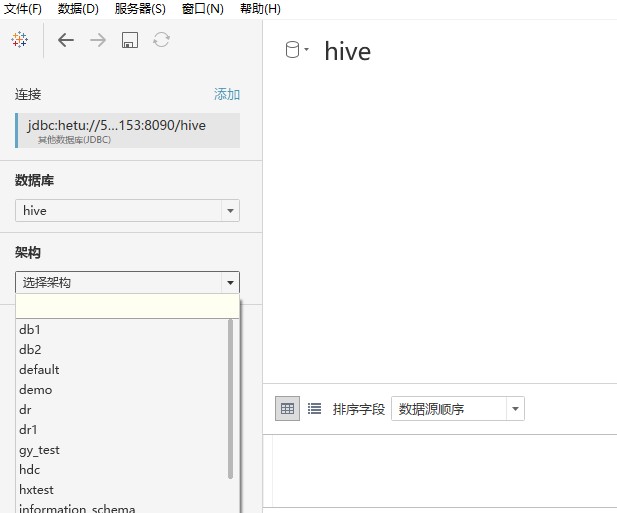 文件(F) 数据(D) 服务器(S) 窗口(N) 帮助(H)
hive
连接 添加
jdbc:hetu://5...153:8090/hive
其他数据库(JDBC)
数据库
hive
架构
选择架构
db1
db2
default
demo
dr
dr1
gy_test
hdc
hxtest
information_schema
排序字段 数据源顺序